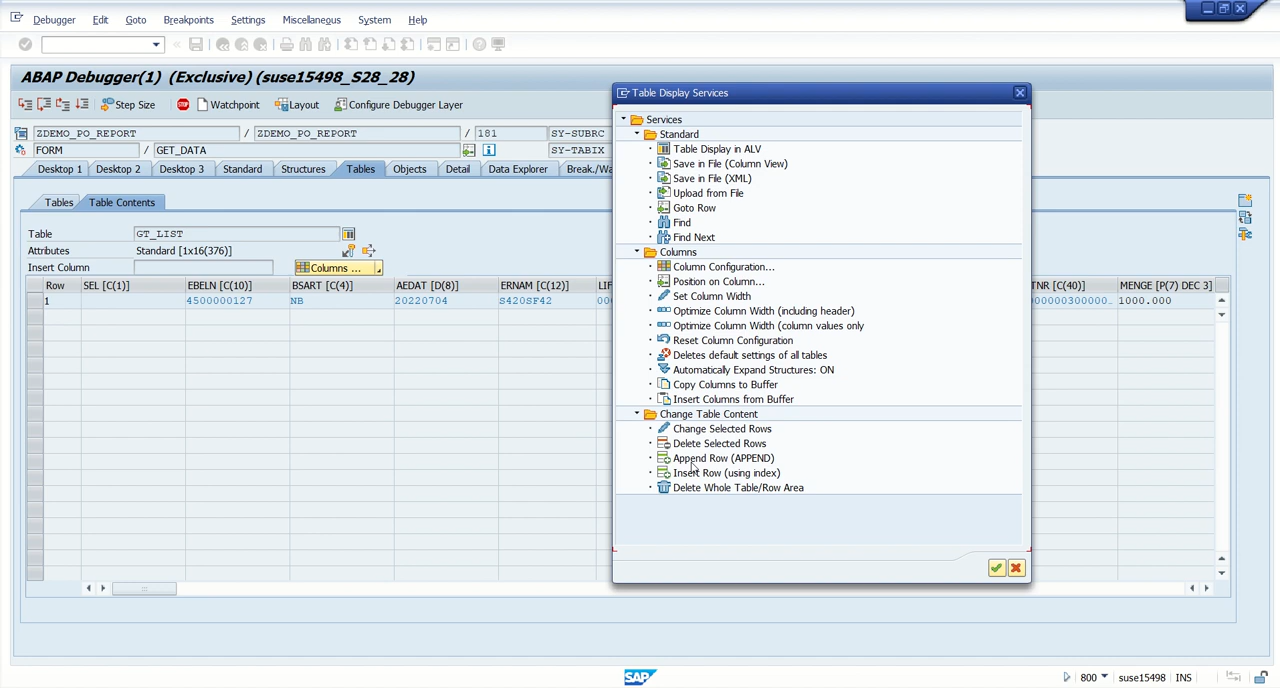 Debugger Edit Goto Breakpoints Settings Miscellaneous System Help
ABAP Debugger(1) (Exclusive) (suse15498_S28_28)
Step Size Watchpoint Layout Configure Debugger Layer
ZDEMO_PO_REPORT / ZDEMO_PO_REPORT / 181 SY-SUBRC
FORM / GET_DATA SY-TABIX
Desktop 1 Desktop 2 Desktop 3 Standard Structures Tables Objects Detail Data Explorer Break./Wa
Tables Table Contents
Table GT_LIST
Attributes Standard [1x16(376)]
Insert Column Columns ...
Row SEL [C(1)] EBELN [C(10)] BSART [C(4)] AEDAT [D(8)] ERNAM [C(12)] LIF TNR [C(40)] MENGE [P(7) DEC 3]
1 4500000127 NB 20220704 S420SF42 000 000000300000... 1000.000
Table Display Services
Services
Standard
Table Display in ALV
Save in File (Column View)
Save in File (XML)
Upload from File
Goto Row
Find
Find Next
Columns
Column Configuration...
Position on Column...
Set Column Width
Optimize Column Width (including header)
Optimize Column Width (column values only
Reset Column Configuration
Deletes default settings of all tables
Automatically Expand Structures: ON
Copy Columns to Buffer
Insert Columns from Buffer
Change Table Content
Change Selected Rows
Delete Selected Rows
Append Row (APPEND)
Insert Row (using index)
Delete Whole Table/Row Area
SAP 800 suse15498 INS